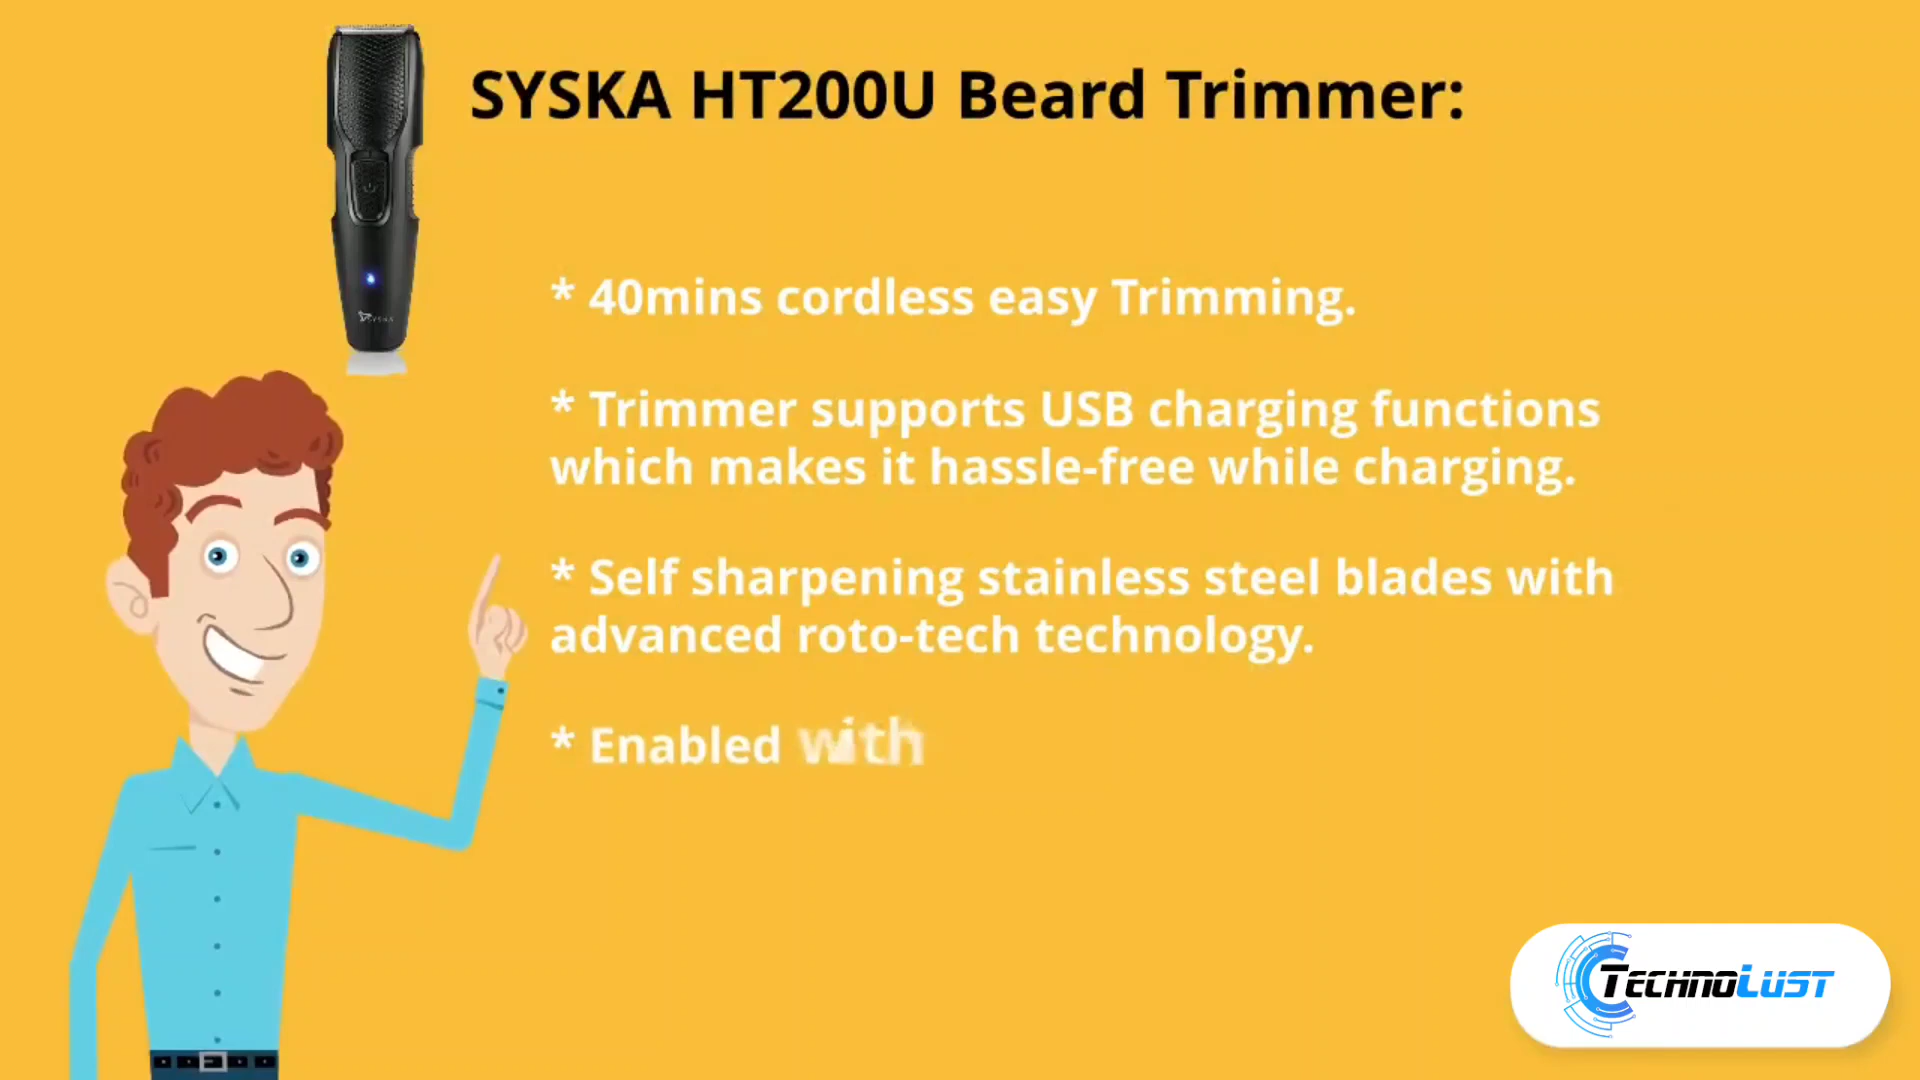 SYSKA HT200U Beard Trimmer:
* 40mins cordless easy Trimming.
* Trimmer supports USB charging functions
which makes it hassle-free while charging.
* Self sharpening stainless steel blades with
advanced roto-tech technology.
* Enabled with
SYSKA
TECHNOLUST